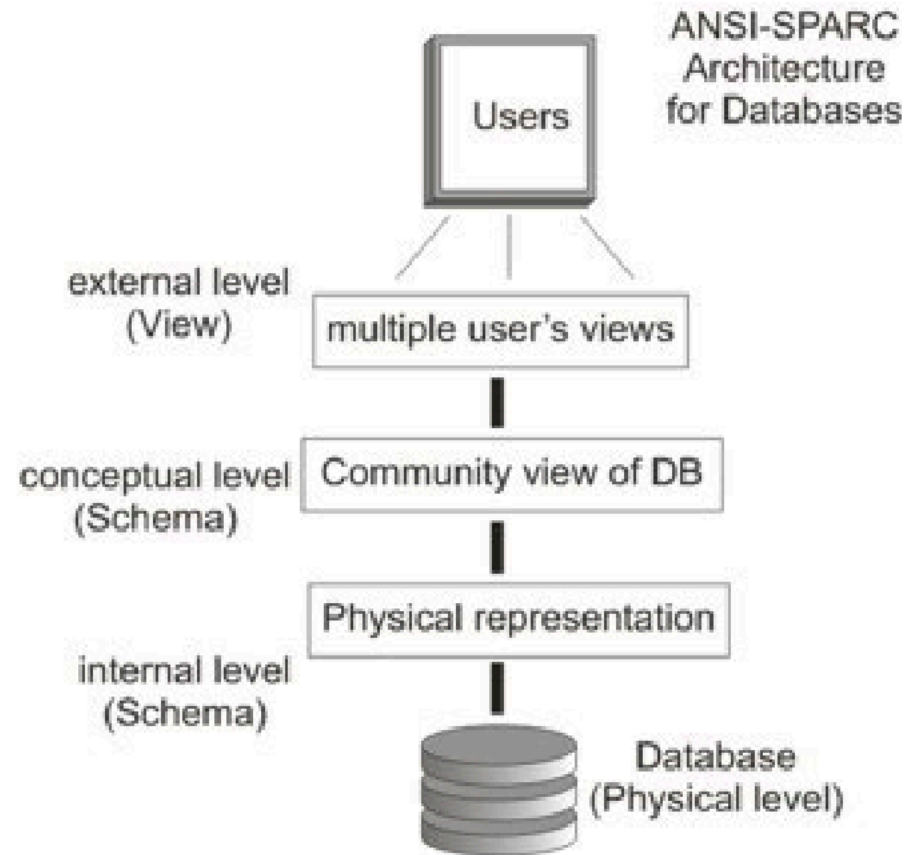 ANSI-SPARC
Architecture
for Databases
Users
external level
(View)
multiple user's views
conceptual level
(Schema)
Community view of DB
Physical representation
internal level
(Schema)
Database
(Physical level)